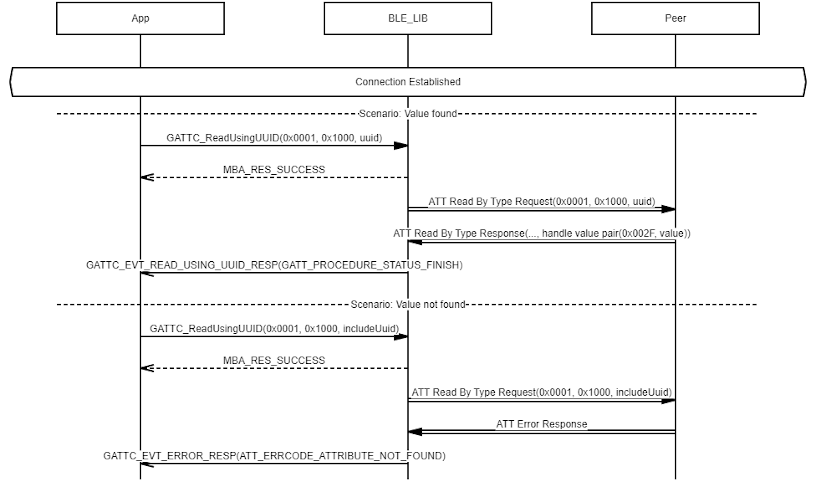 App
BLE_LIB
Peer
Connection Established
Scenario: Value found
GATTC_ReadUsingUUID(0x0001, 0x1000, uuid)
MBA_RES_SUCCESS
ATT Read By Type Request(0x0001, 0x1000, uuid)
ATT Read By Type Response(..., handle value pair(0x002F, value))
GATTC_EVT_READ_USING_UUID_RESP(GATT_PROCEDURE_STATUS_FINISH)
Scenario: Value not found
GATTC_ReadUsingUUID(0x0001, 0x1000, includeUuid)
MBA_RES_SUCCESS
ATT Read By Type Request(0x0001, 0x1000, includeUuid)
ATT Error Response
GATTC_EVT_ERROR_RESP(ATT_ERRCODE_ATTRIBUTE_NOT_FOUND)